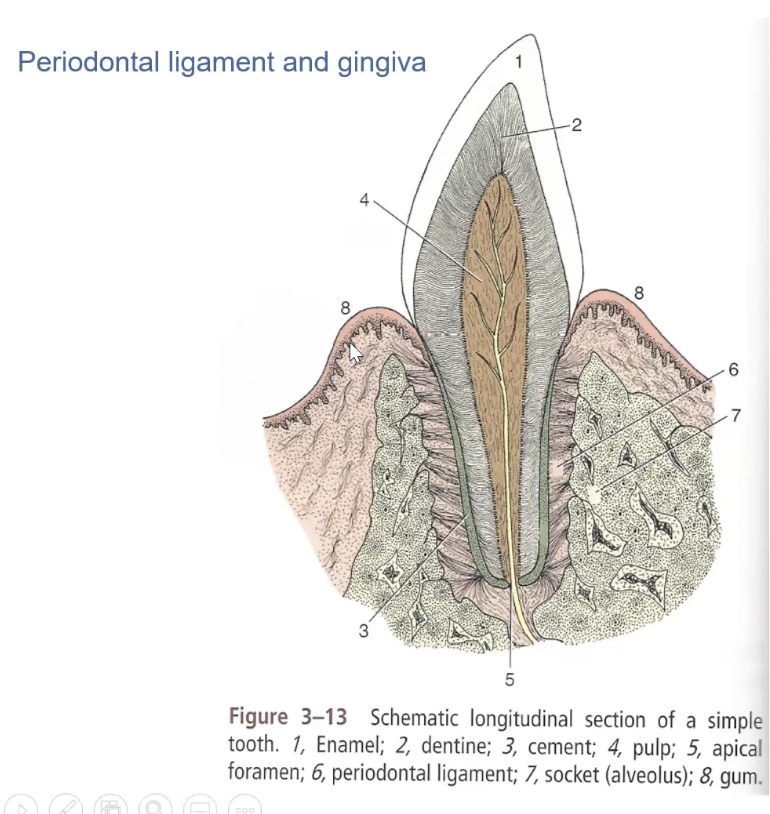 Periodontal ligament and gingiva
1
2
4
8
8
6
7
3
5
Figure 3–13 Schematic longitudinal section of a simple
tooth. 1, Enamel; 2, dentine; 3, cement; 4, pulp; 5, apical
foramen; 6, periodontal ligament; 7, socket (alveolus); 8, gum.